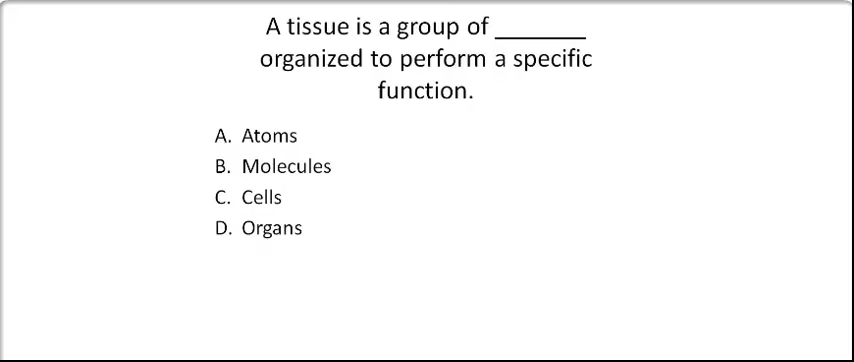 A tissue is a group of _______
organized to perform a specific
function.
A. Atoms
B. Molecules
C. Cells
D. Organs